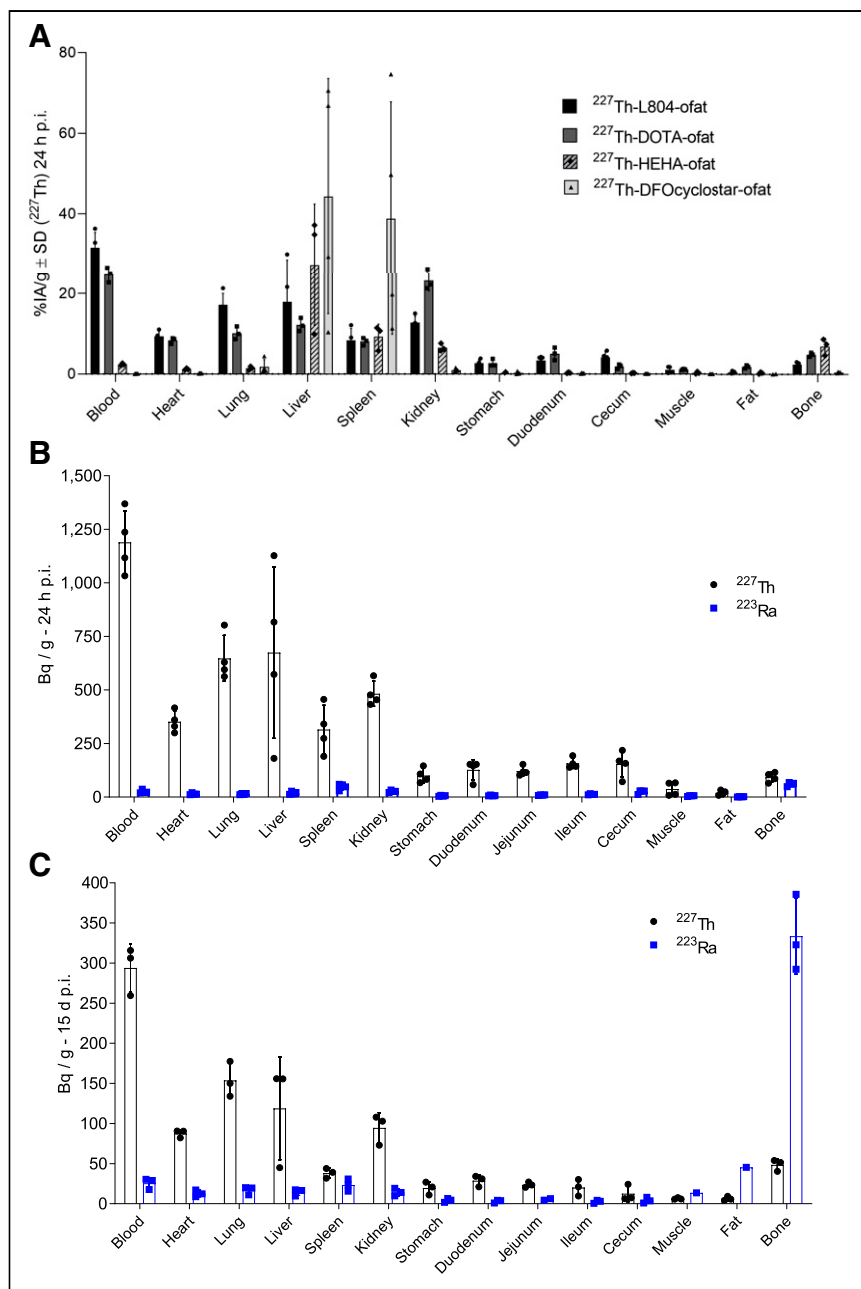 A
80
60
40
20
0
%IA/g ± SD (²²⁷Th) 24 h p.i.
²²⁷Th-L804-ofat
²²⁷Th-DOTA-ofat
²²⁷Th-HEHA-ofat
²²⁷Th-DFOcyclostar-ofat
Blood Heart Lung Liver Spleen Kidney Stomach Duodenum Cecum Muscle Fat Bone
B
1,500
1,250
1,000
750
500
250
0
Bq / g - 24 h p.i.
²²⁷Th
²²³Ra
Blood Heart Lung Liver Spleen Kidney Stomach Duodenum Jejunum Ileum Cecum Muscle Fat Bone
C
400
350
300
250
200
150
100
50
0
Bq / g - 15 d p.i.
²²⁷Th
²²³Ra
Blood Heart Lung Liver Spleen Kidney Stomach Duodenum Jejunum Ileum Cecum Muscle Fat Bone